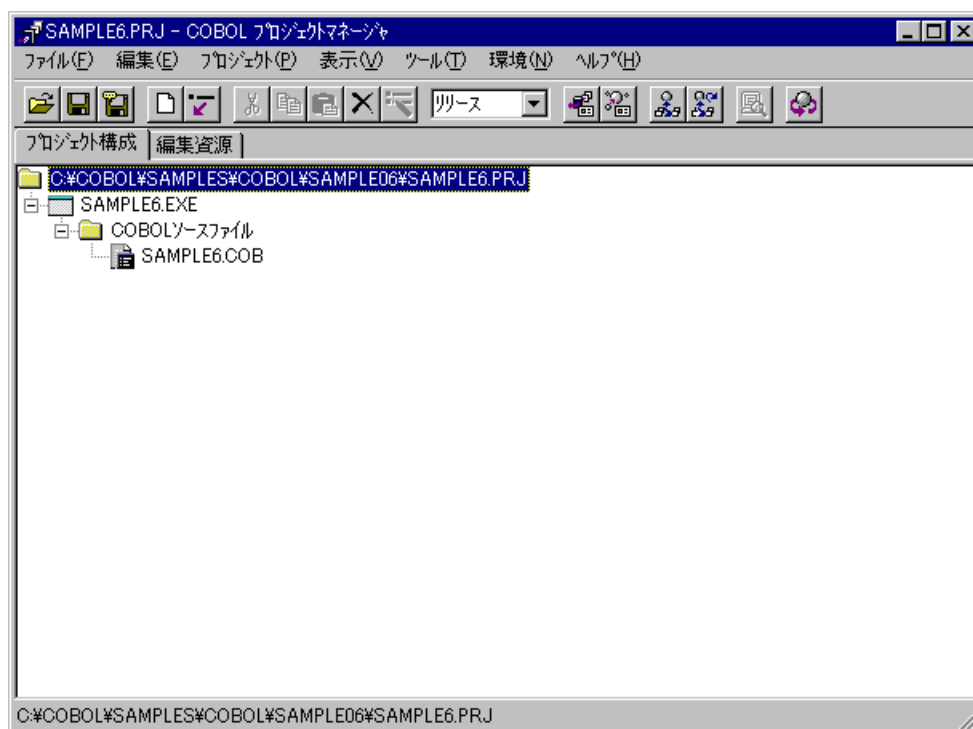 SAMPLE6.PRJ - COBOL プロジェクトマネージャ
ファイル(F) 編集(E) プロジェクト(P) 表示(V) ツール(T) 環境(N) ヘルプ(H)
リリース
プロジェクト構成 編集資源
C:¥COBOL¥SAMPLES¥COBOL¥SAMPLE06¥SAMPLE6.PRJ
SAMPLE6.EXE
COBOLソースファイル
SAMPLE6.COB
C:¥COBOL¥SAMPLES¥COBOL¥SAMPLE06¥SAMPLE6.PRJ